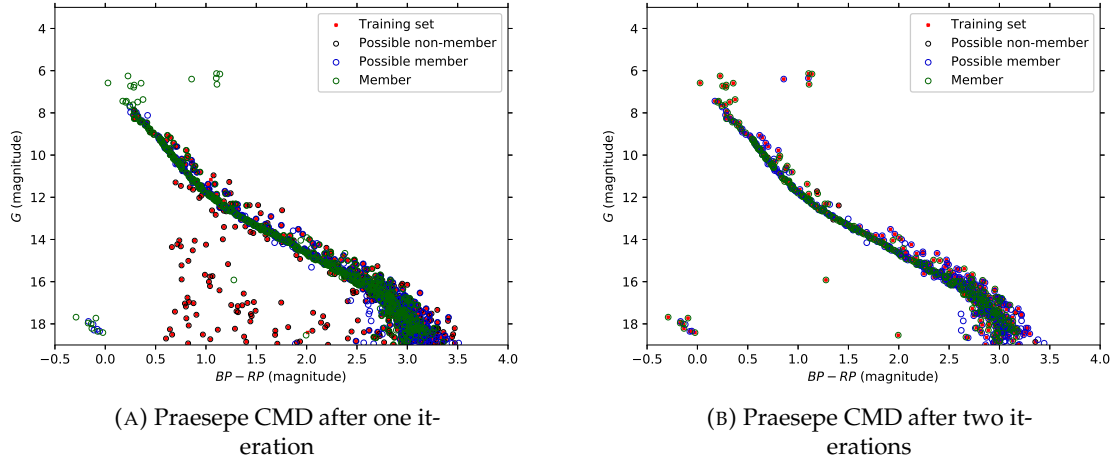 Training set
Possible non-member
Possible member
Member
4
6
8
10
12
14
16
18
G (magnitude)
−0.5 0.0 0.5 1.0 1.5 2.0 2.5 3.0 3.5 4.0
BP − RP (magnitude)
(A) Praesepe CMD after one it-
eration
Training set
Possible non-member
Possible member
Member
4
6
8
10
12
14
16
18
G (magnitude)
−0.5 0.0 0.5 1.0 1.5 2.0 2.5 3.0 3.5 4.0
BP − RP (magnitude)
(B) Praesepe CMD after two it-
erations